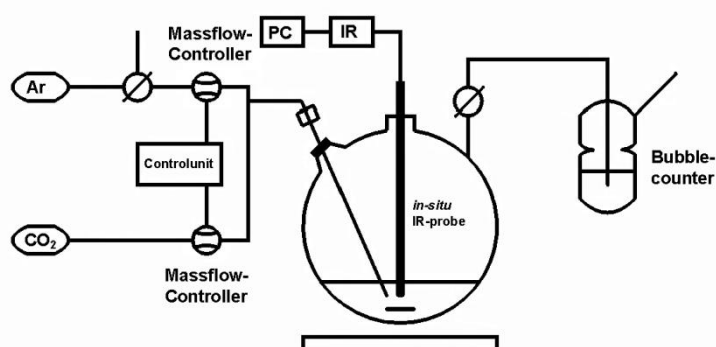 PC
IR
Massflow-
Controller
Ar
Controlunit
in-situ
IR-probe
Bubble-
counter
CO₂
Massflow-
Controller